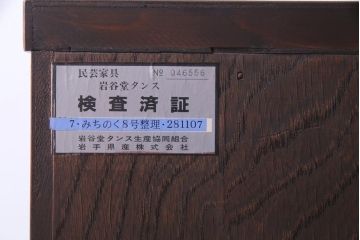 民芸家具 № 046556
岩谷堂タンス
検査済証
7・みちのく8号整理・281107
岩谷堂タンス生産協同組合
岩手県産株式会社